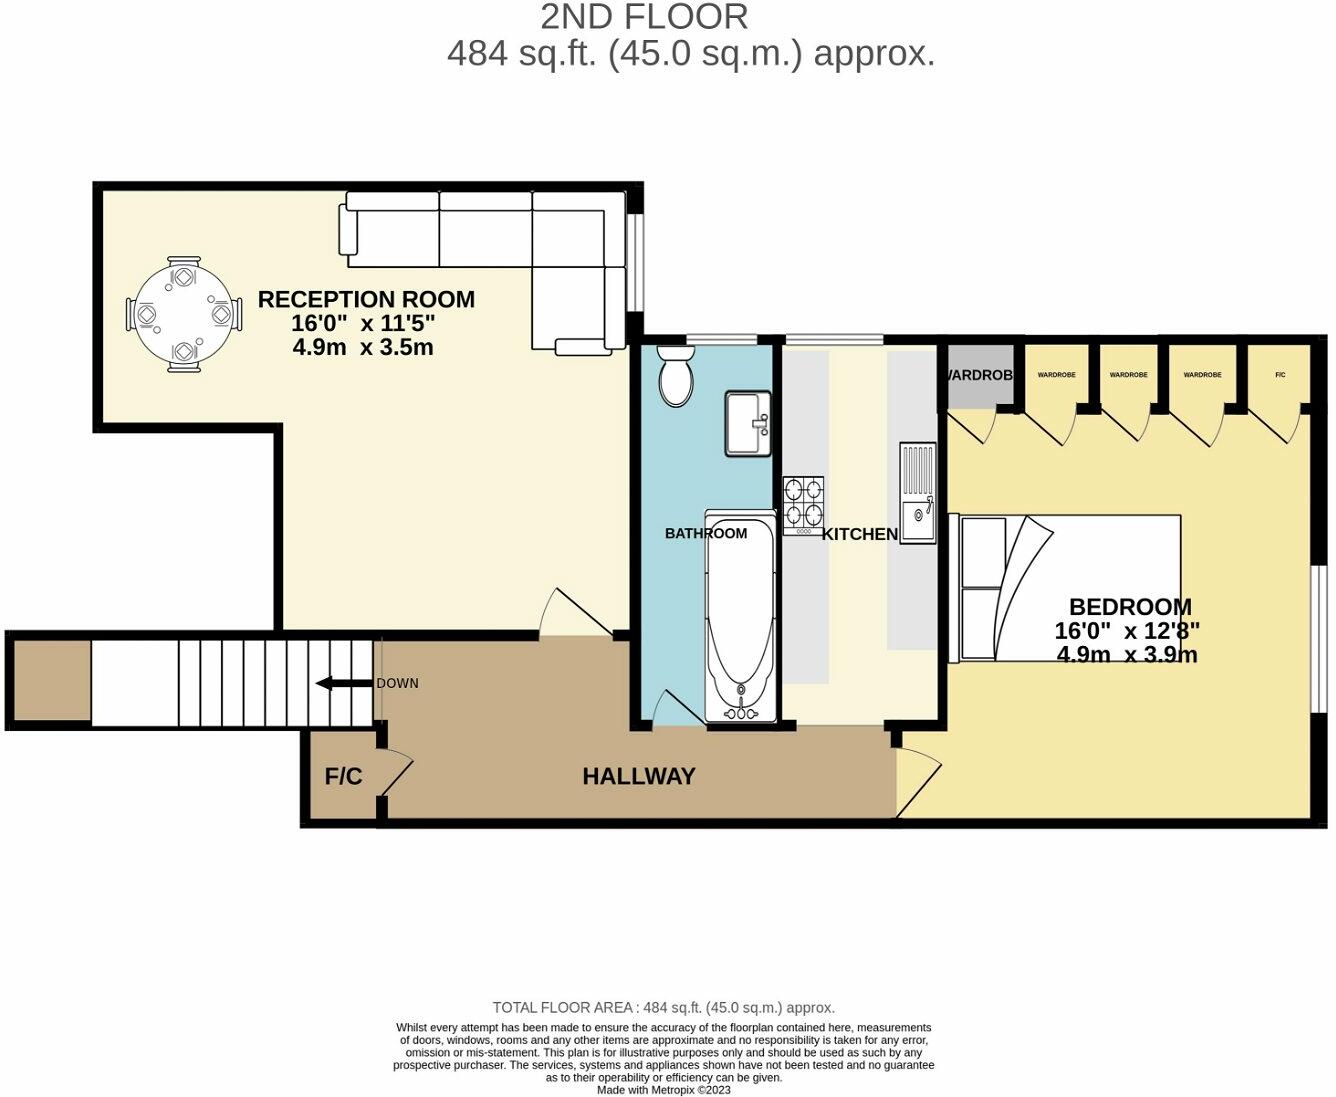 2ND FLOOR
484 sq.ft. (45.0 sq.m.) approx.
RECEPTION ROOM
16'0" x 11'5"
4.9m x 3.5m
WARDROBE
WARDROBE
WARDROBE
F/C
BATHROOM
KITCHEN
BEDROOM
16'0" x 12'8"
4.9m x 3.9m
DOWN
F/C
HALLWAY
TOTAL FLOOR AREA : 484 sq.ft. (45.0 sq.m.) approx.
Whilst every attempt has been made to ensure the accuracy of the floorplan contained here, measurements
of doors, windows, rooms and any other items are approximate and no responsibility is taken for any error,
omission or mis-statement. This plan is for illustrative purposes only and should be used as such by any
prospective purchaser. The services, systems and appliances shown have not been tested and no guarantee
as to their operability or efficiency can be given.
Made with Metropix ©2023